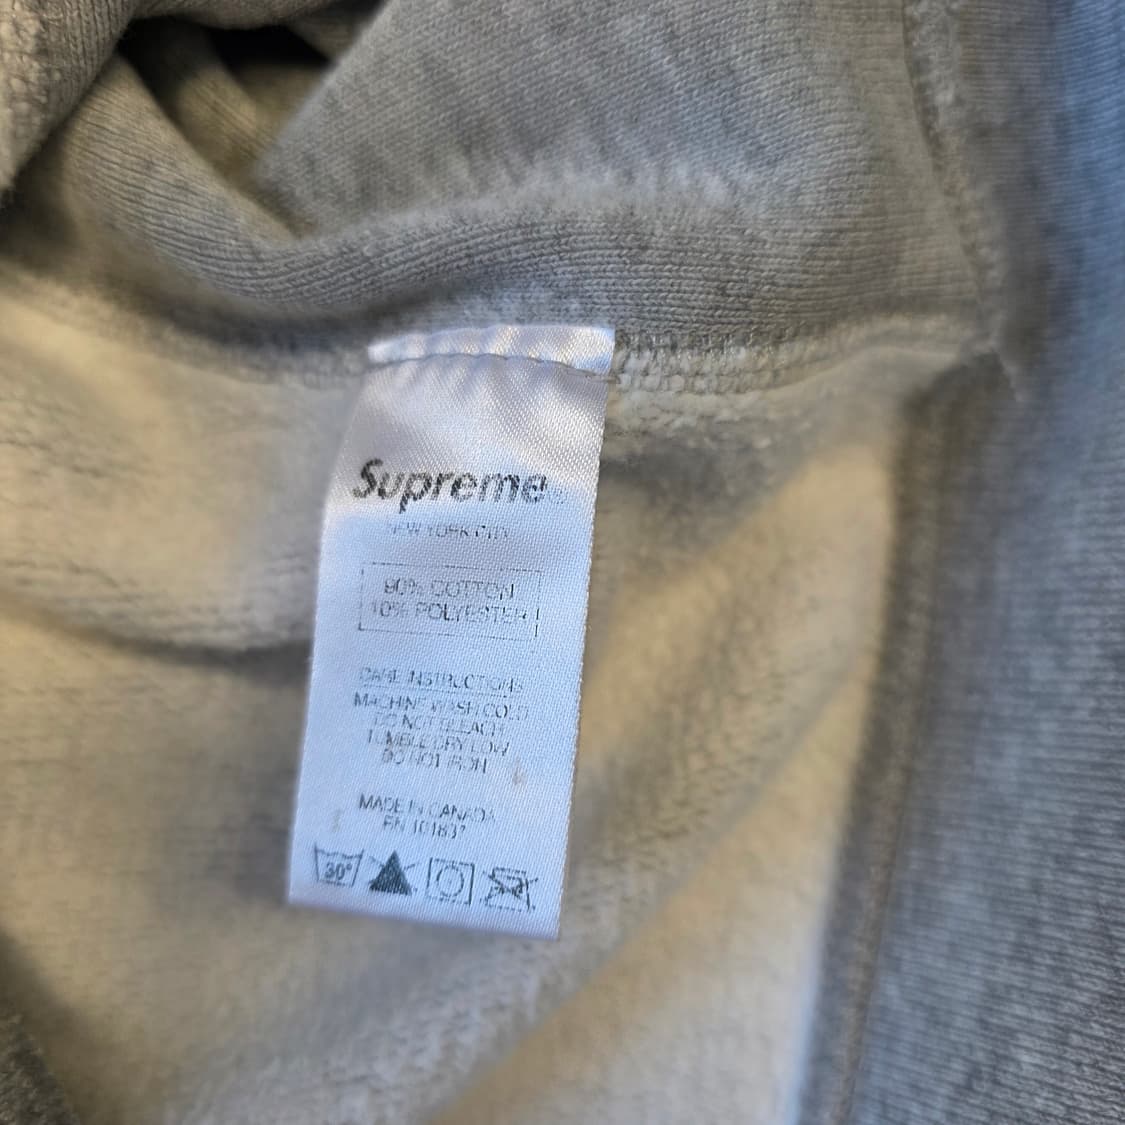 Supreme®
NEW YORK CITY
90% COTTON
10% POLYESTER
CARE INSTRUCTIONS
MACHINE WASH COLD
DO NOT BLEACH
TUMBLE DRY LOW
DO NOT IRON
MADE IN CANADA
RN 101837
30°